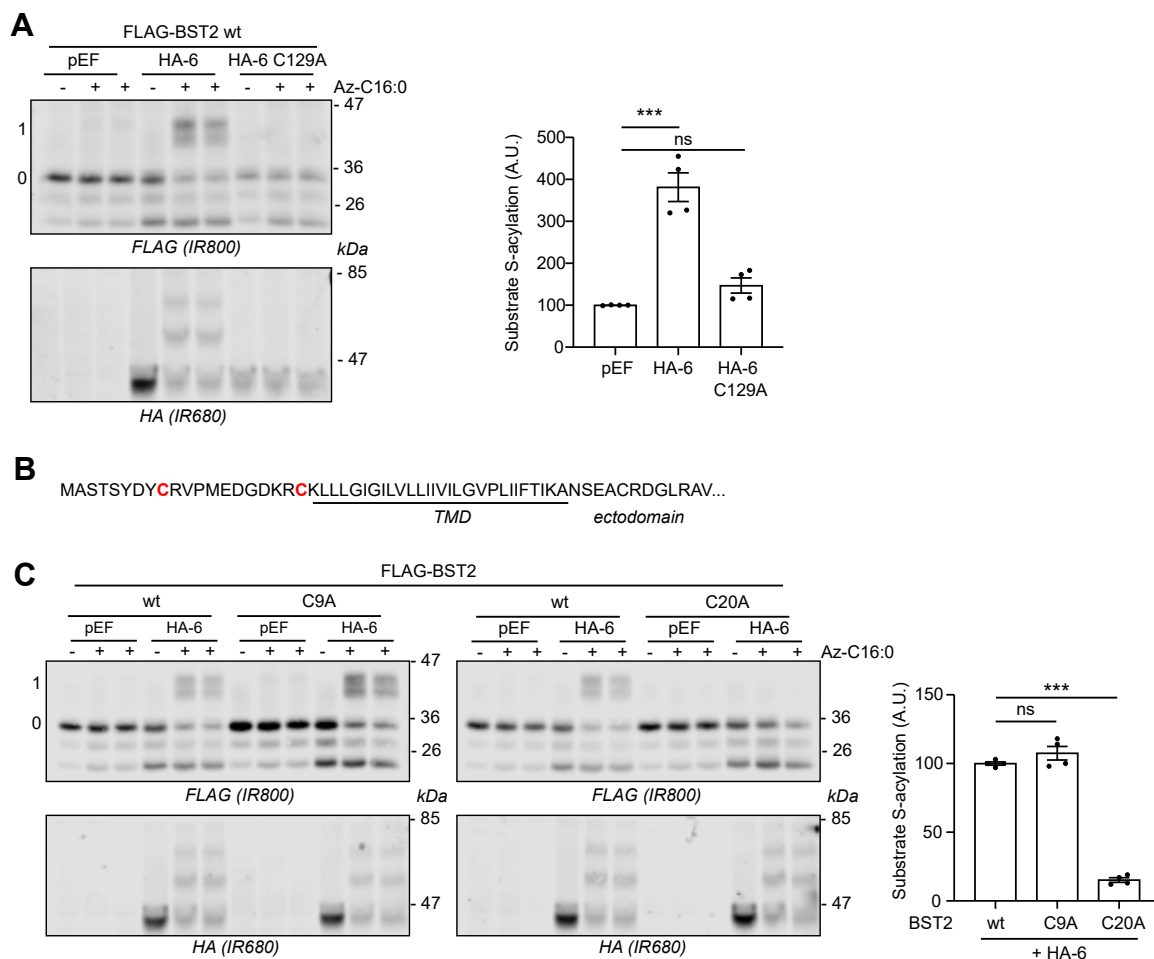 A
FLAG-BST2 wt
pEF HA-6 HA-6 C129A
- + + - + + - + + Az-C16:0
- 47
1
- 36
0
- 26
FLAG (IR800) kDa
- 85
- 47
HA (IR680)
Substrate S-acylation (A.U.)
500
400
300
200
100
0
***
ns
pEF HA-6 HA-6
C129A
B
MASTSYDYCRVPMEDGDKRCKLLLGIGILVLLIIVILGVPLIIFTIKANSEACRDGLRAV...
TMD ectodomain
C
FLAG-BST2
wt C9A wt C20A
pEF HA-6 pEF HA-6 pEF HA-6 pEF HA-6
- + + - + + - + + - + + - + + - + + - + + - + + Az-C16:0
1
0
- 47
- 36
- 26
- 47
- 36
- 26
FLAG (IR800) kDa FLAG (IR800) kDa
- 85
- 47
- 85
- 47
HA (IR680) HA (IR680)
Substrate S-acylation (A.U.)
150
100
50
0
***
ns
BST2 wt C9A C20A
+ HA-6